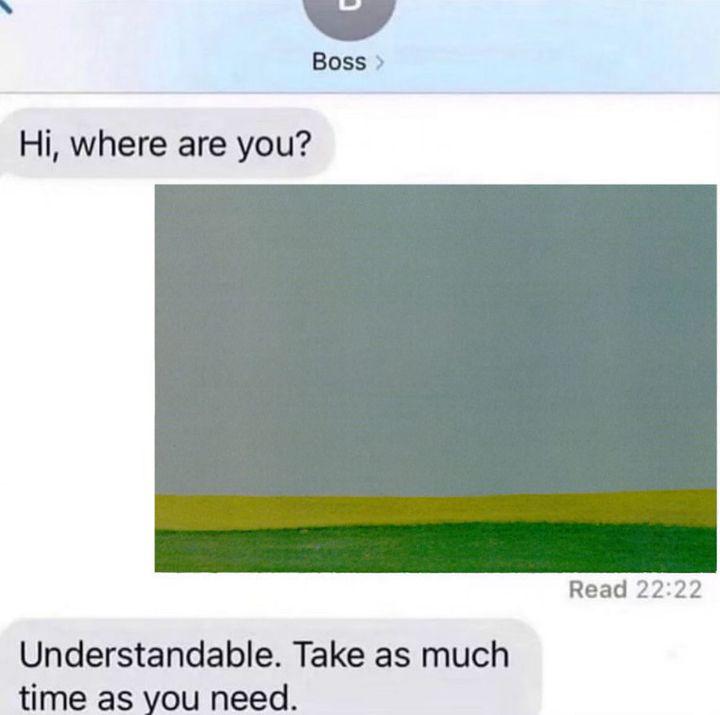 Boss
Hi, where are you?
Read 22:22
Understandable. Take as much
time as you need.